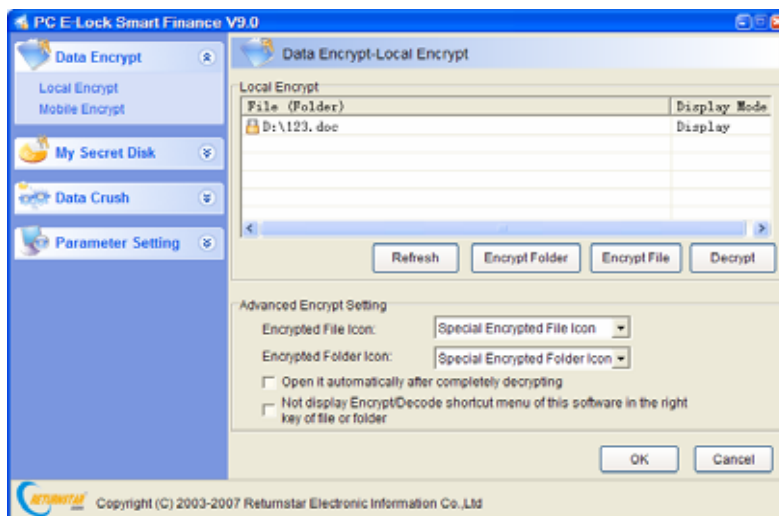 PC E-Lock Smart Finance V9.0
Data Encrypt
Local Encrypt
Mobile Encrypt
My Secret Disk
Data Crush
Parameter Setting
Data Encrypt-Local Encrypt
Local Encrypt
File (Folder) Display Mode
D:\123.doc Display
Refresh Encrypt Folder Encrypt File Decrypt
Advanced Encrypt Setting
Encrypted File Icon: Special Encrypted File Icon
Encrypted Folder Icon: Special Encrypted Folder Icon
Open it automatically after completely decrypting
Not display Encrypt/Decode shortcut menu of this software in the right
key of file or folder
OK Cancel
RETURNSTAR Copyright (C) 2003-2007 Returnstar Electronic Information Co.,Ltd